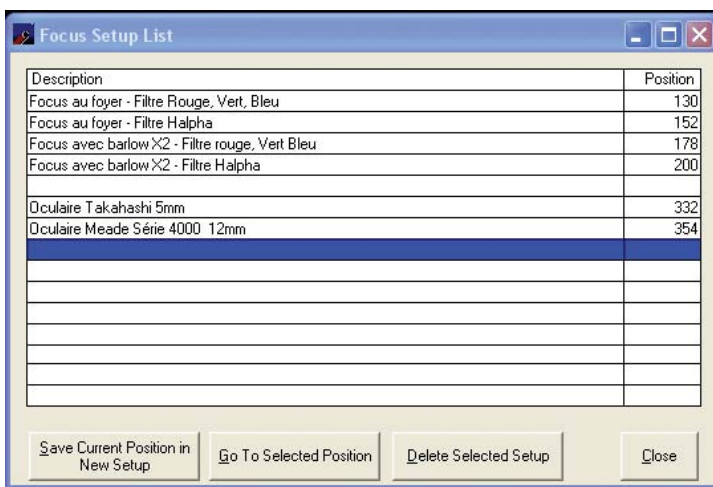 Focus Setup List
Description Position
Focus au foyer - Filtre Rouge, Vert, Bleu 130
Focus au foyer - Filtre Halpha 152
Focus avec barlow X2 - Filtre rouge, Vert Bleu 178
Focus avec barlow X2 - Filtre Halpha 200
Oculaire Takahashi 5mm 332
Oculaire Meade Série 4000 12mm 354
Save Current Position in
New Setup
Go To Selected Position
Delete Selected Setup
Close